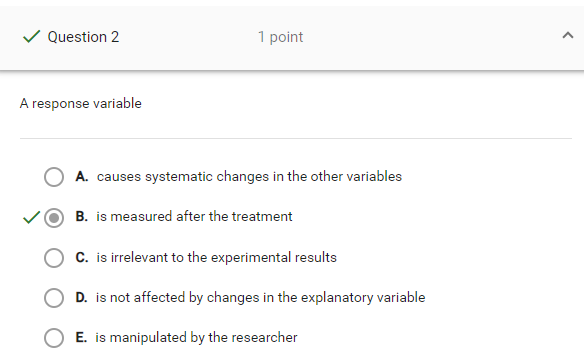 Question 2 1 point
A response variable
A. causes systematic changes in the other variables
B. is measured after the treatment
C. is irrelevant to the experimental results
D. is not affected by changes in the explanatory variable
E. is manipulated by the researcher